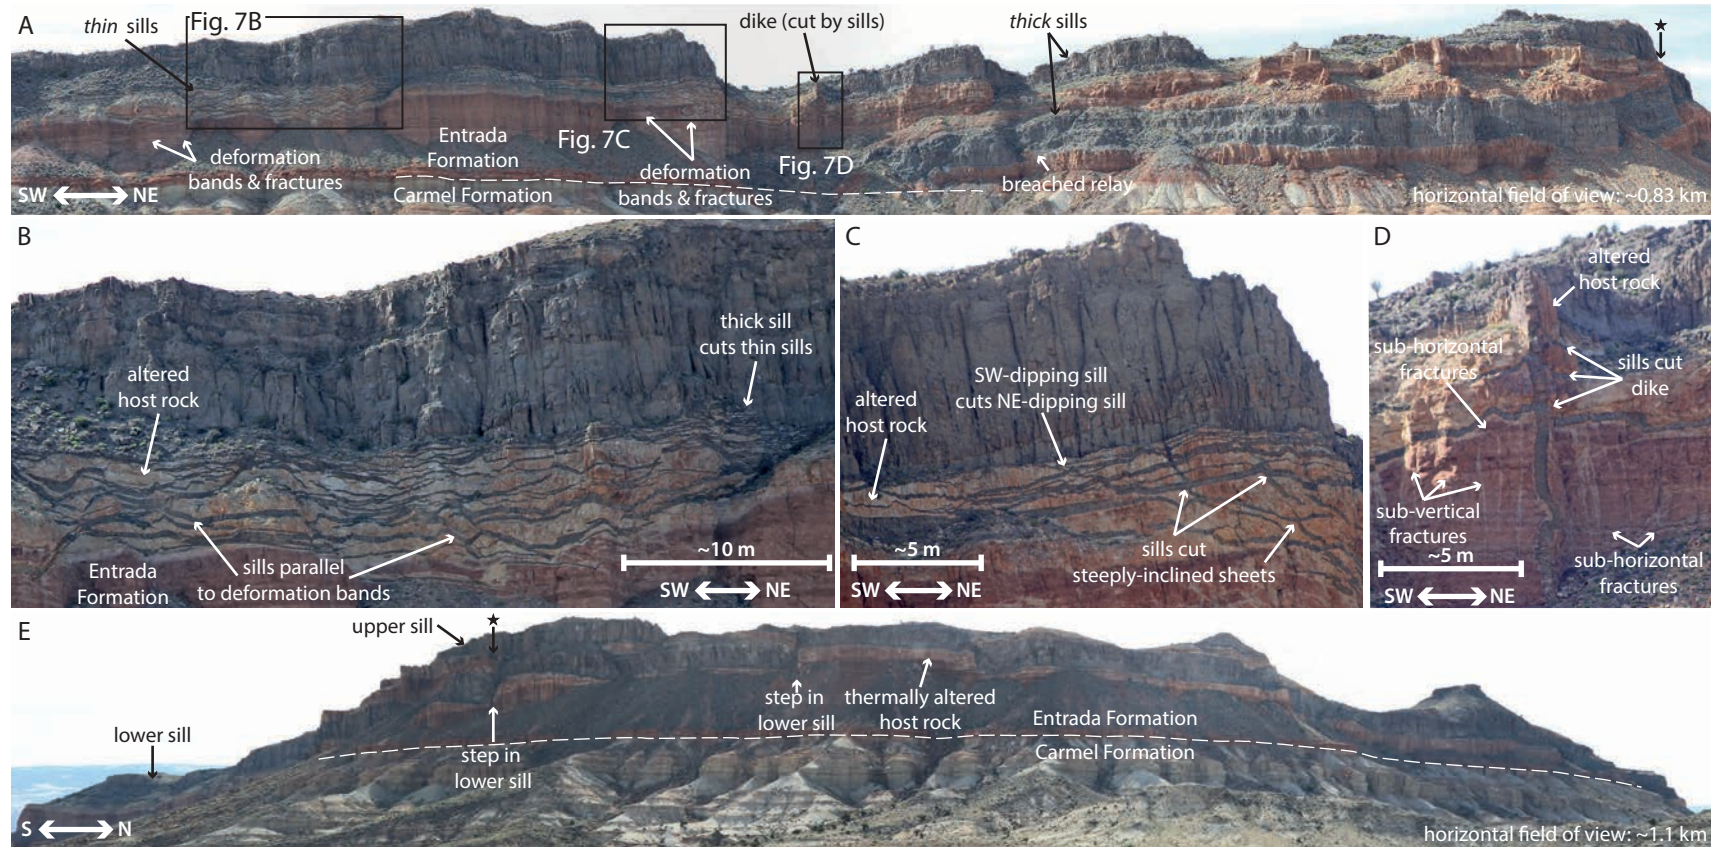 A
thin sills
Fig. 7B
dike (cut by sills)
thick sills
★
deformation
bands & fractures
Entrada
Formation
Carmel Formation
Fig. 7C
deformation
bands & fractures
Fig. 7D
breached relay
SW NE
horizontal field of view: ~0.83 km
B
altered
host rock
thick sill
cuts thin sills
Entrada
Formation
sills parallel
to deformation bands
~10 m
SW NE
C
altered
host rock
SW-dipping sill
cuts NE-dipping sill
sills cut
steeply-inclined sheets
~5 m
SW NE
D
altered
host rock
sub-horizontal
fractures
sills cut
dike
sub-vertical
fractures
~5 m
sub-horizontal
fractures
SW NE
E
upper sill
★
lower sill
step in
lower sill
step in
lower sill
thermally altered
host rock
Entrada Formation
Carmel Formation
S N
horizontal field of view: ~1.1 km